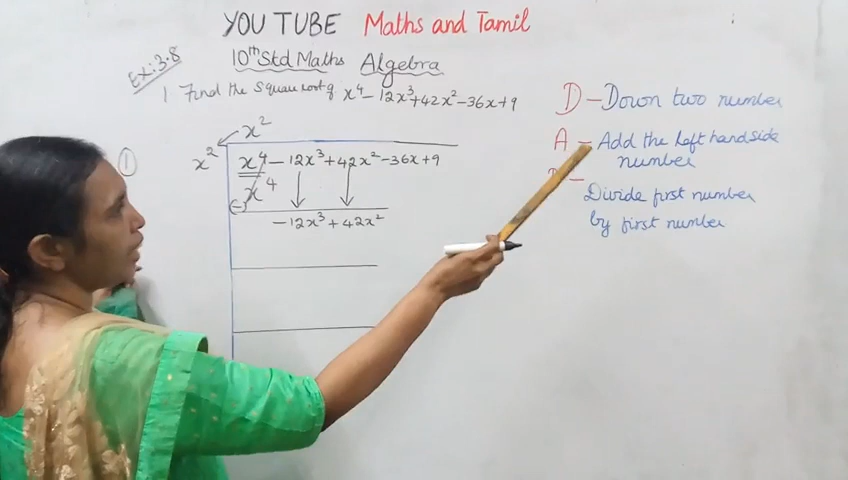 YOU TUBE Maths and Tamil
Ex:3.8
10th Std Maths Algebra
1. Find the Square root of x⁴ - 12x³ + 42x² - 36x + 9
①
x²
x²
x⁴ - 12x³ + 42x² - 36x + 9
x⁴
(-)
-12x³ + 42x²
D - Down two number
A - Add the left hand side
number
D -
Divide first number
by first number